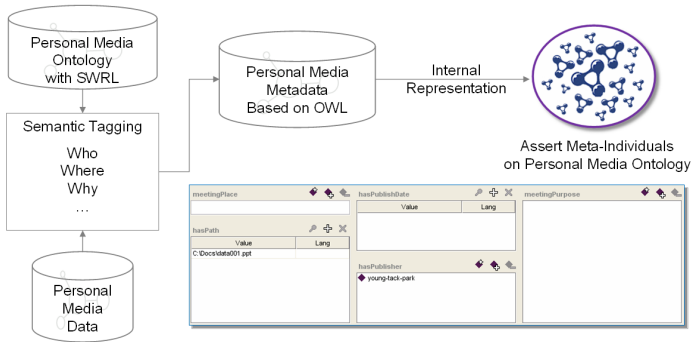 Personal Media
Ontology
with SWRL
Semantic Tagging
Who
Where
Why
...
Personal
Media
Data
Personal Media
Metadata
Based on OWL
Internal
Representation
Assert Meta-Individuals
on Personal Media Ontology
meetingPlace
hasPath
Value Lang
C:\Docs\data001.ppt
hasPublishDate
Value Lang
hasPublisher
young-tack-park
meetingPurpose